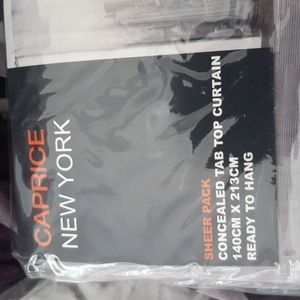 CAPRICE
NEW YORK
SHEER PACK
CONCEALED TAB TOP CURTAIN
140CM X 213CM
READY TO HANG